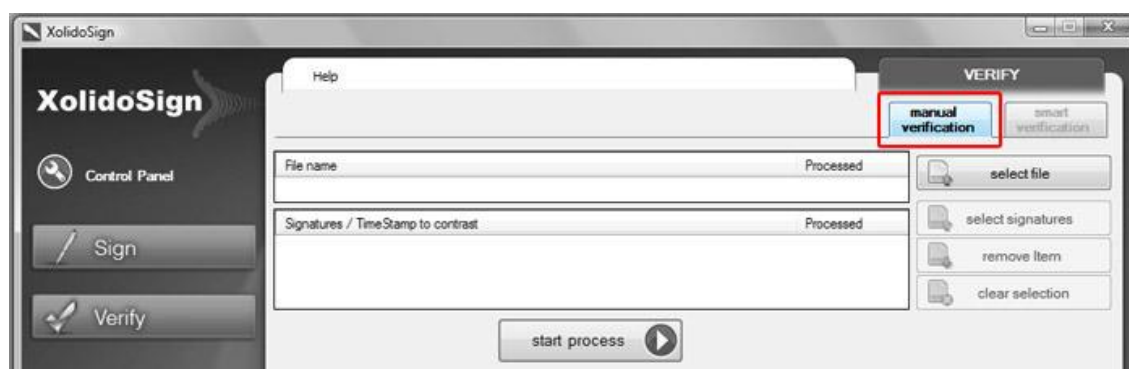 XolidoSign
XolidoSign
Control Panel
Sign
Verify
Help
VERIFY
manual
verification
smart
verification
File name
Processed
select file
Signatures / TimeStamp to contrast
Processed
select signatures
remove Item
clear selection
start process